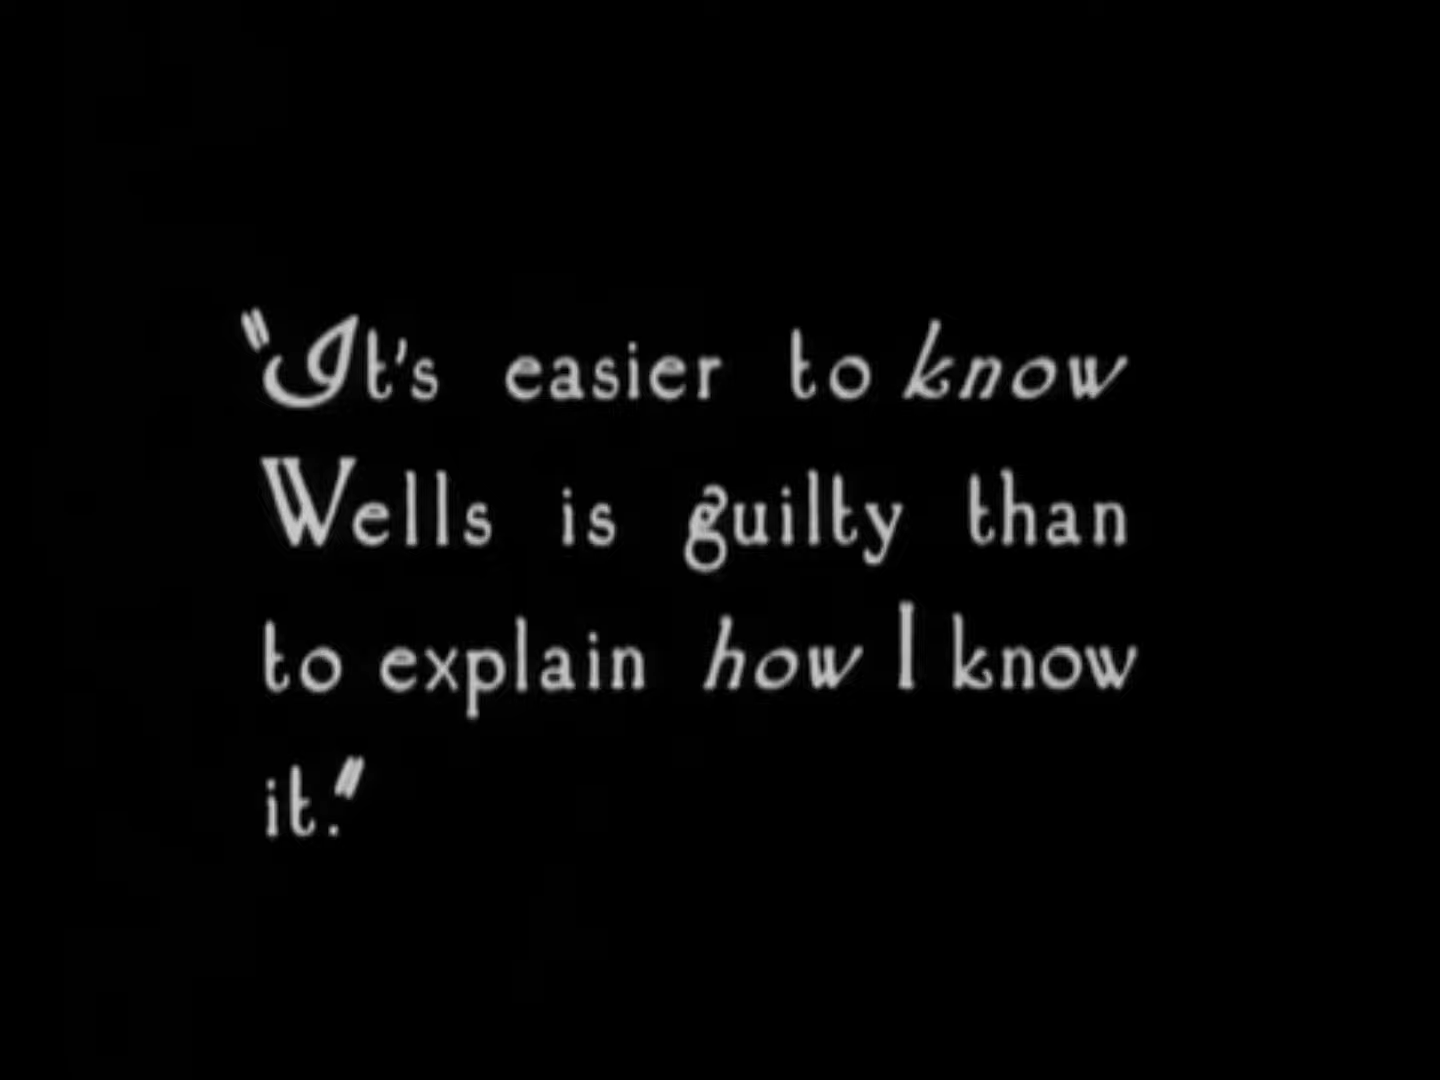 "It's easier to know
Wells is guilty than
to explain how I know
it."